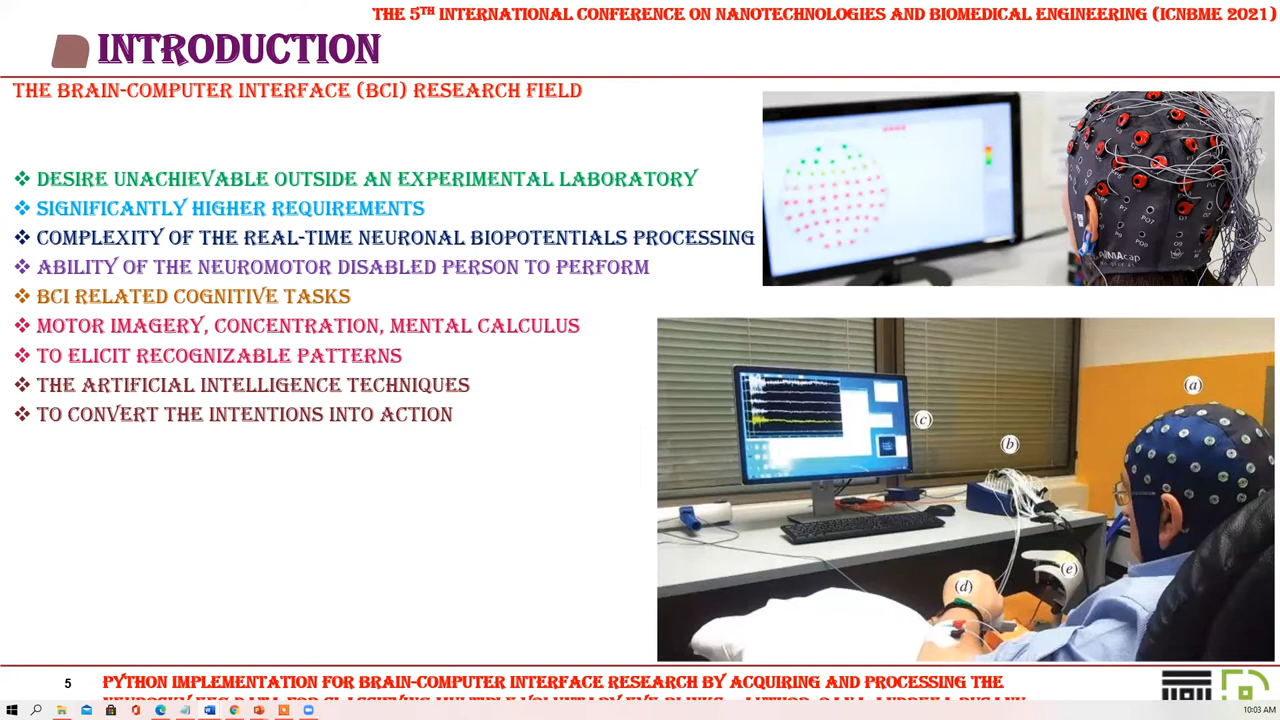 THE 5TH INTERNATIONAL CONFERENCE ON NANOTECHNOLOGIES AND BIOMEDICAL ENGINEERING (ICNBME 2021)
INTRODUCTION
THE BRAIN-COMPUTER INTERFACE (BCI) RESEARCH FIELD
❖ DESIRE UNACHIEVABLE OUTSIDE AN EXPERIMENTAL LABORATORY
❖ SIGNIFICANTLY HIGHER REQUIREMENTS
❖ COMPLEXITY OF THE REAL-TIME NEURONAL BIOPOTENTIALS PROCESSING
❖ ABILITY OF THE NEUROMOTOR DISABLED PERSON TO PERFORM
❖ BCI RELATED COGNITIVE TASKS
❖ MOTOR IMAGERY, CONCENTRATION, MENTAL CALCULUS
❖ TO ELICIT RECOGNIZABLE PATTERNS
❖ THE ARTIFICIAL INTELLIGENCE TECHNIQUES
❖ TO CONVERT THE INTENTIONS INTO ACTION
(a)
(b)
(c)
(d)
(e)
5
PYTHON IMPLEMENTATION FOR BRAIN-COMPUTER INTERFACE RESEARCH BY ACQUIRING AND PROCESSING THE
10:03 AM